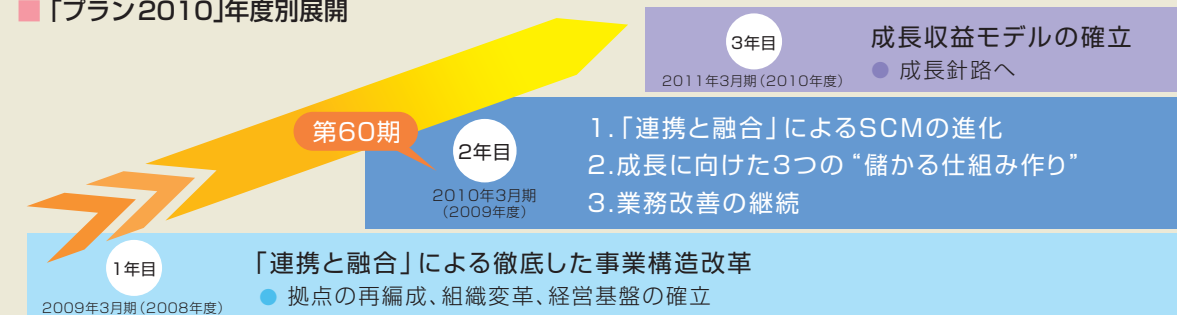 ■「プラン2010」年度別展開
3年目
2011年3月期(2010年度)
成長収益モデルの確立
● 成長針路へ
第60期
2年目
2010年3月期
(2009年度)
1.「連携と融合」によるSCMの進化
2.成長に向けた3つの“儲かる仕組み作り”
3.業務改善の継続
1年目
2009年3月期(2008年度)
「連携と融合」による徹底した事業構造改革
● 拠点の再編成、組織変革、経営基盤の確立